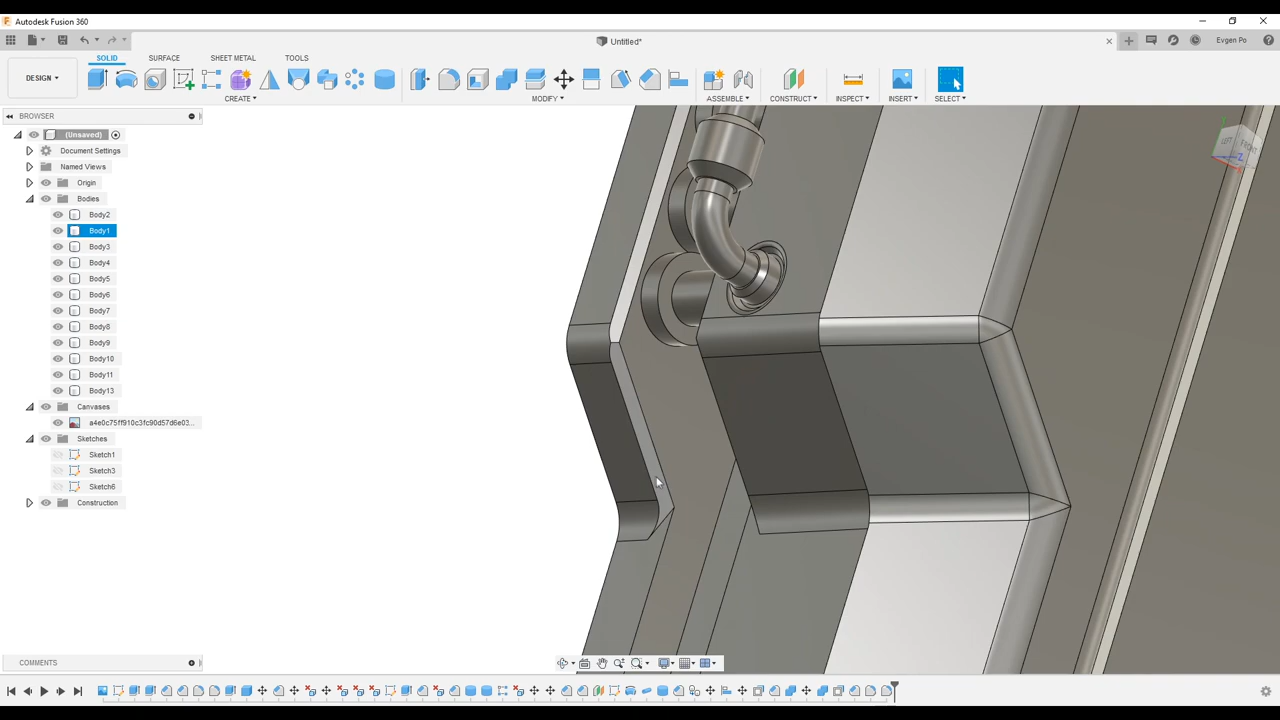 Autodesk Fusion 360
Untitled*
Evgen Po
DESIGN
SOLID
SURFACE
SHEET METAL
TOOLS
CREATE
MODIFY
ASSEMBLE
CONSTRUCT
INSPECT
INSERT
SELECT
BROWSER
(Unsaved)
Document Settings
Named Views
Origin
Bodies
Body2
Body1
Body3
Body4
Body5
Body6
Body7
Body8
Body9
Body10
Body11
Body13
Canvases
a4e0c75ff910c3fc90d57d6e03...
Sketches
Sketch1
Sketch3
Sketch6
Construction
LEFT
FRONT
Y
Z
X
COMMENTS